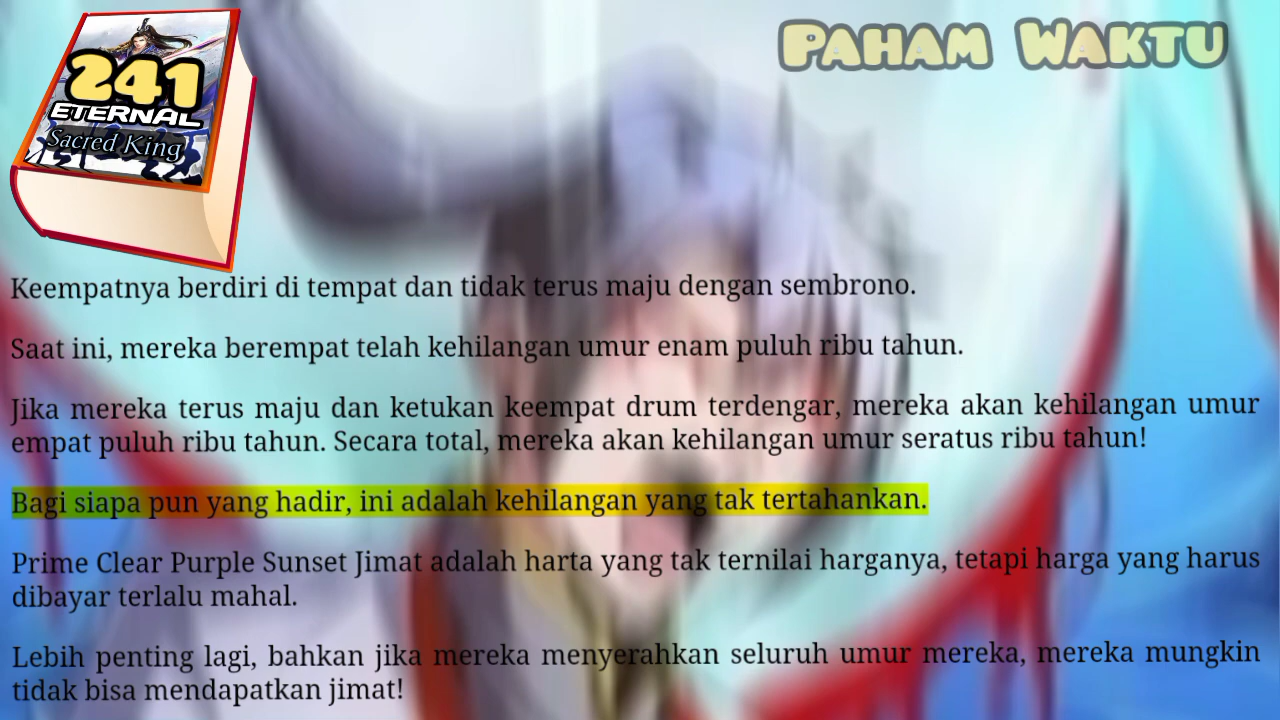 241
ETERNAL
Sacred King
PAHAM WAKTU
Keempatnya berdiri di tempat dan tidak terus maju dengan sembrono.
Saat ini, mereka berempat telah kehilangan umur enam puluh ribu tahun.
Jika mereka terus maju dan ketukan keempat drum terdengar, mereka akan kehilangan umur
empat puluh ribu tahun. Secara total, mereka akan kehilangan umur seratus ribu tahun!
Bagi siapa pun yang hadir, ini adalah kehilangan yang tak tertahankan.
Prime Clear Purple Sunset Jimat adalah harta yang tak ternilai harganya, tetapi harga yang harus
dibayar terlalu mahal.
Lebih penting lagi, bahkan jika mereka menyerahkan seluruh umur mereka, mereka mungkin
tidak bisa mendapatkan jimat!